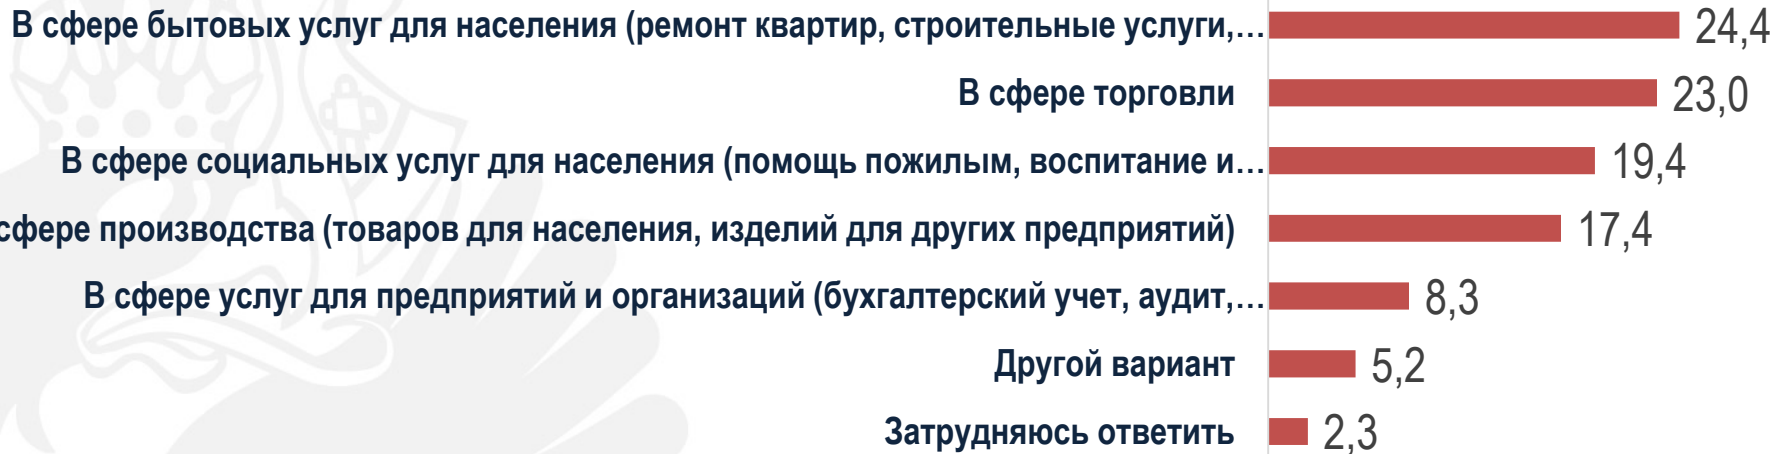 В сфере бытовых услуг для населения (ремонт квартир, строительные услуги,… 24,4
В сфере торговли 23,0
В сфере социальных услуг для населения (помощь пожилым, воспитание и… 19,4
сфере производства (товаров для населения, изделий для других предприятий) 17,4
В сфере услуг для предприятий и организаций (бухгалтерский учет, аудит,… 8,3
Другой вариант 5,2
Затрудняюсь ответить 2,3